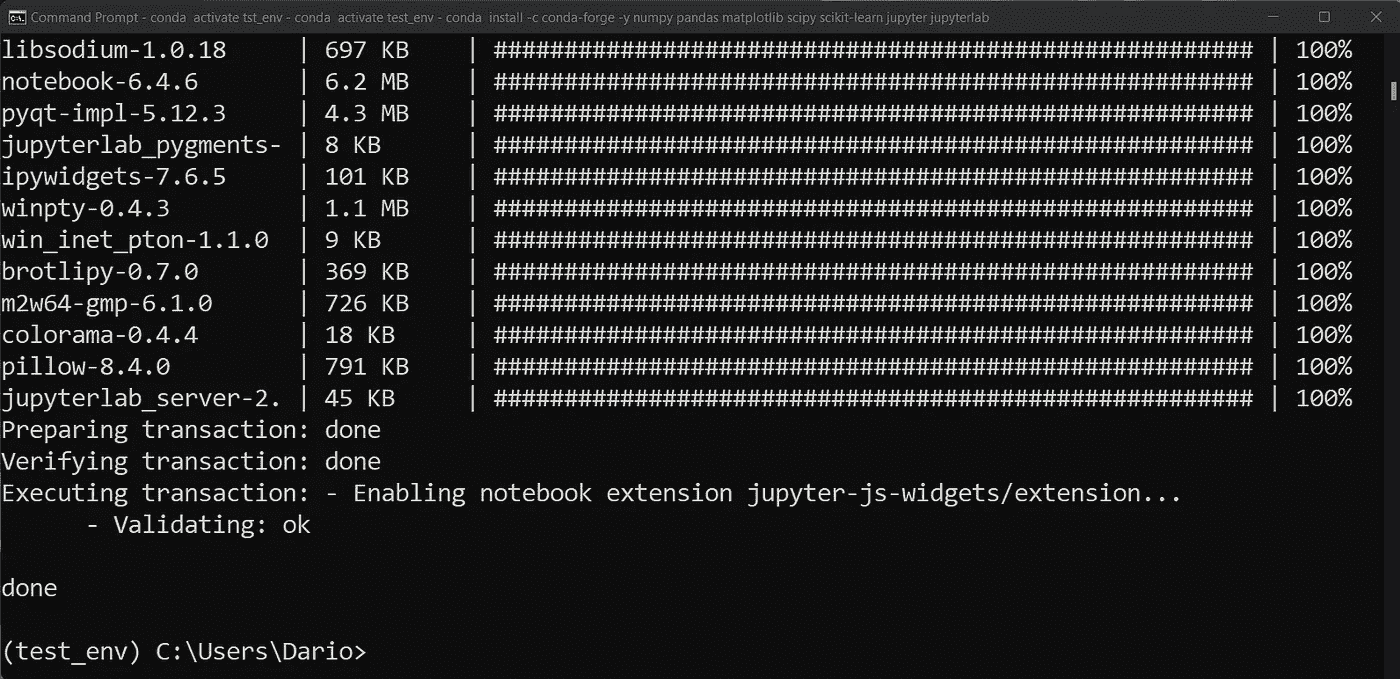 Command Prompt - conda  activate tst_env - conda  activate test_env - conda  install -c conda-forge -y numpy pandas matplotlib scipy scikit-learn jupyter jupyterlab
libsodium-1.0.18     | 697 KB    | ###################################################### | 100%
notebook-6.4.6       | 6.2 MB    | ###################################################### | 100%
pyqt-impl-5.12.3     | 4.3 MB    | ###################################################### | 100%
jupyterlab_pygments- | 8 KB      | ###################################################### | 100%
ipywidgets-7.6.5     | 101 KB    | ###################################################### | 100%
winpty-0.4.3         | 1.1 MB    | ###################################################### | 100%
win_inet_pton-1.1.0  | 9 KB      | ###################################################### | 100%
brotlipy-0.7.0       | 369 KB    | ###################################################### | 100%
m2w64-gmp-6.1.0      | 726 KB    | ###################################################### | 100%
colorama-0.4.4       | 18 KB     | ###################################################### | 100%
pillow-8.4.0         | 791 KB    | ###################################################### | 100%
jupyterlab_server-2. | 45 KB     | ###################################################### | 100%
Preparing transaction: done
Verifying transaction: done
Executing transaction: - Enabling notebook extension jupyter-js-widgets/extension...
      - Validating: ok
done
(test_env) C:\Users\Dario>